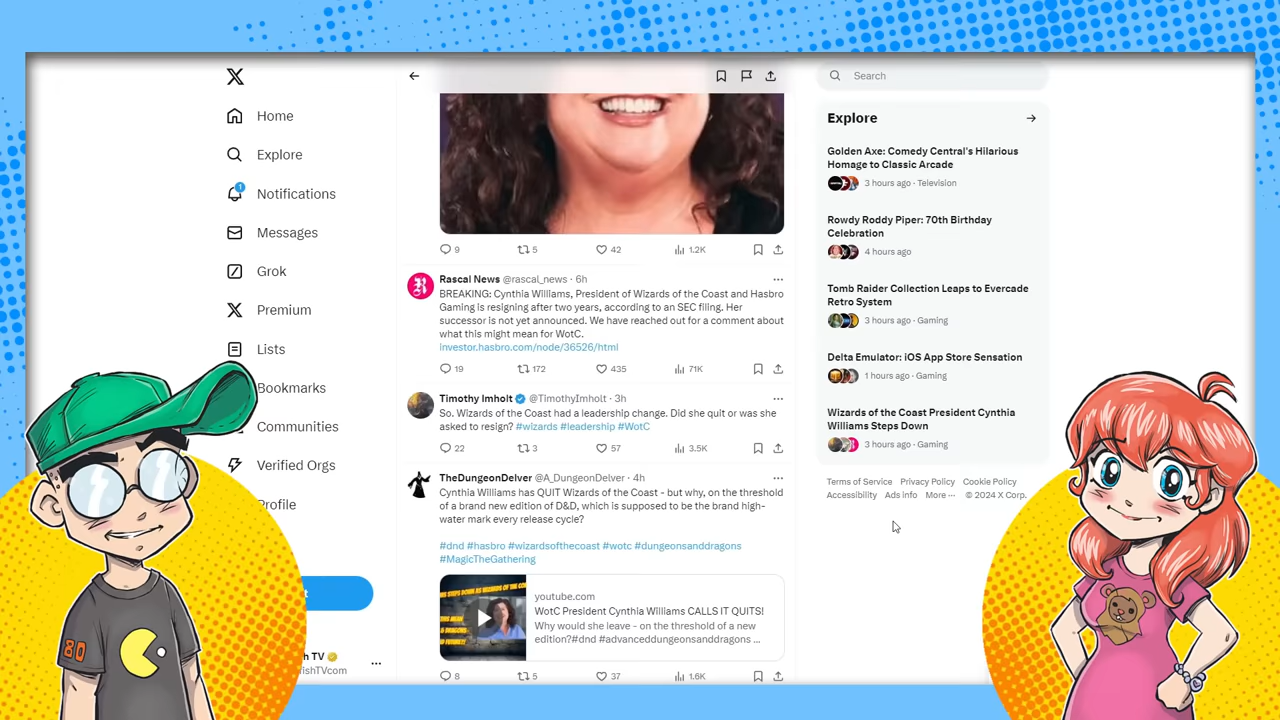 Search
Home
Explore
Notifications
1
Messages
Grok
Premium
Lists
Bookmarks
Communities
Verified Orgs
Profile
TV
ishTVcom
9
5
42
1.2K
Rascal News @rascal_news · 6h
BREAKING: Cynthia Williams, President of Wizards of the Coast and Hasbro
Gaming is resigning after two years, according to an SEC filing. Her
successor is not yet announced. We have reached out for a comment about
what this might mean for WotC.
investor.hasbro.com/node/36526/html
19
172
435
71K
Timothy Imholt @TimothyImholt · 3h
So. Wizards of the Coast had a leadership change. Did she quit or was she
asked to resign? #wizards #leadership #WotC
22
3
57
3.5K
TheDungeonDelver @A_DungeonDelver · 4h
Cynthia Williams has QUIT Wizards of the Coast - but why, on the threshold
of a brand new edition of D&D, which is supposed to be the brand high-
water mark every release cycle?
#dnd #hasbro #wizardsofthecoast #wotc #dungeonsanddragons
#MagicTheGathering
youtube.com
WotC President Cynthia Williams CALLS IT QUITS!
Why would she leave - on the threshold of a new
edition?#dnd #advanceddungeonsanddragons ...
8
5
37
1.6K
Explore
Golden Axe: Comedy Central's Hilarious
Homage to Classic Arcade
3 hours ago · Television
Rowdy Roddy Piper: 70th Birthday
Celebration
4 hours ago
Tomb Raider Collection Leaps to Evercade
Retro System
3 hours ago · Gaming
Delta Emulator: iOS App Store Sensation
1 hours ago · Gaming
Wizards of the Coast President Cynthia
Williams Steps Down
3 hours ago · Gaming
Terms of Service Privacy Policy Cookie Policy
Accessibility Ads info More ··· © 2024 X Corp.
80